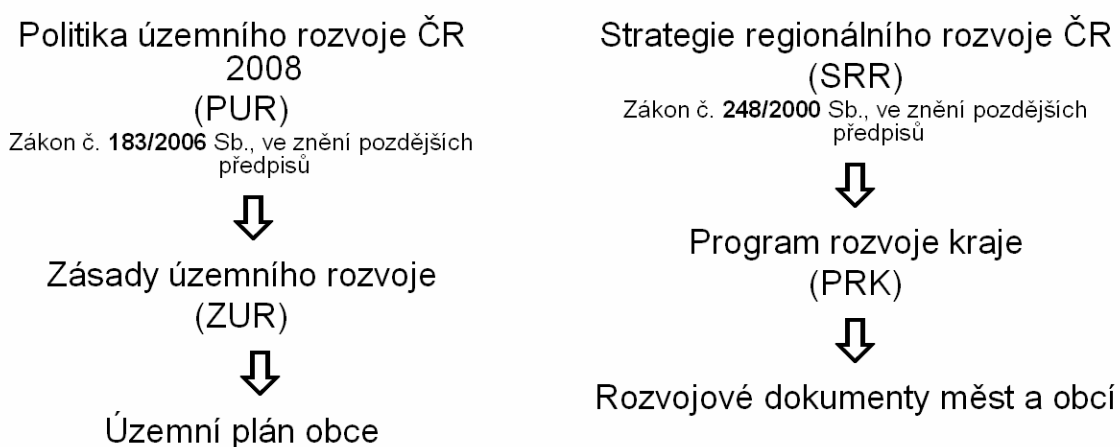 Politika územního rozvoje ČR
2008
(PUR)
Zákon č. 183/2006 Sb., ve znění pozdějších
předpisů
Zásady územního rozvoje
(ZUR)
Územní plán obce
Strategie regionálního rozvoje ČR
(SRR)
Zákon č. 248/2000 Sb., ve znění pozdějších
předpisů
Program rozvoje kraje
(PRK)
Rozvojové dokumenty měst a obcí